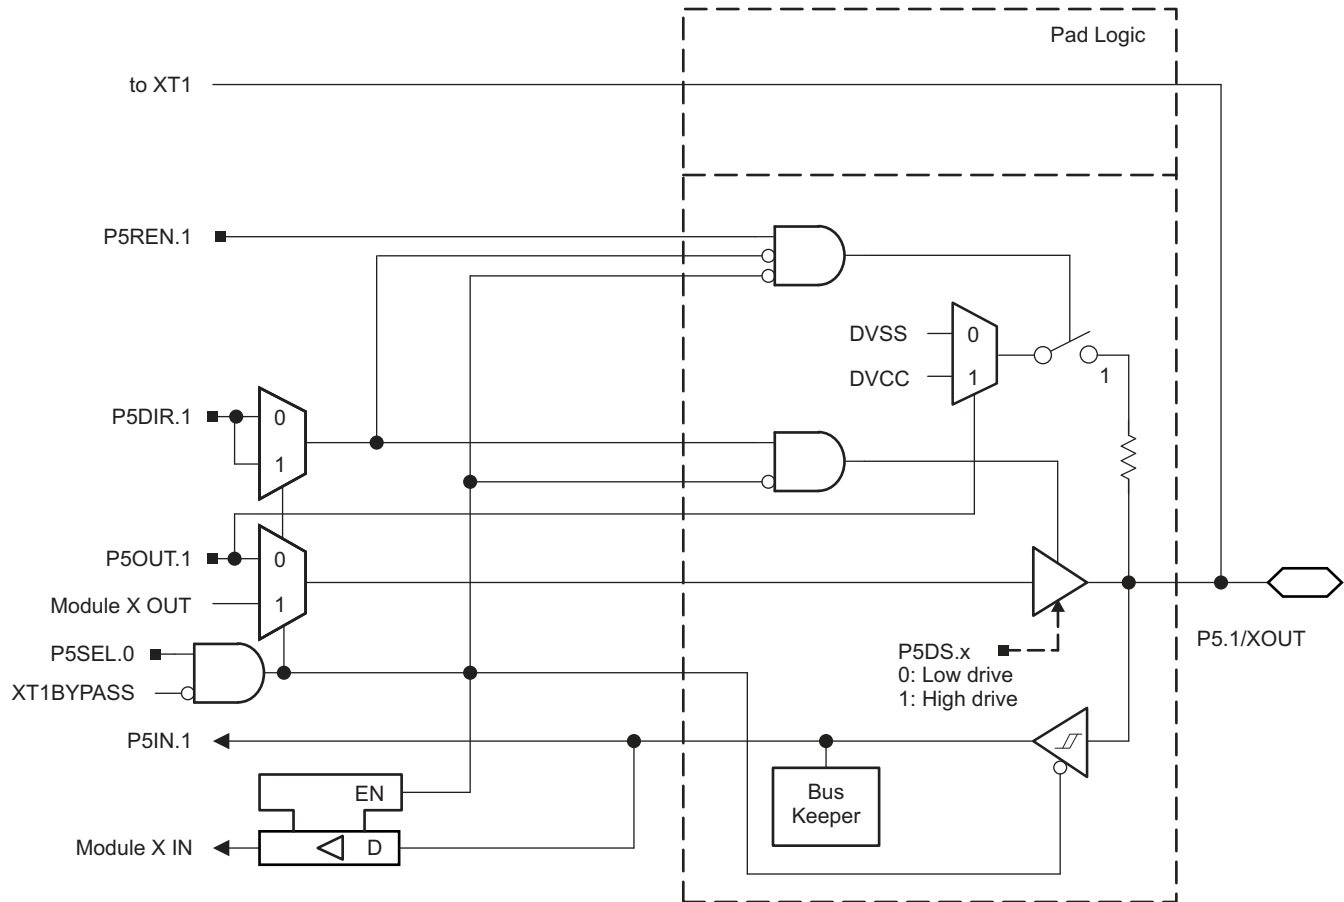 Pad Logic
to XT1
P5REN.1
DVSS
0
DVCC
1
1
P5DIR.1
0
1
P5OUT.1
0
Module X OUT
1
P5SEL.0
XT1BYPASS
P5DS.x
0: Low drive
1: High drive
P5.1/XOUT
P5IN.1
Bus
Keeper
EN
Module X IN
D